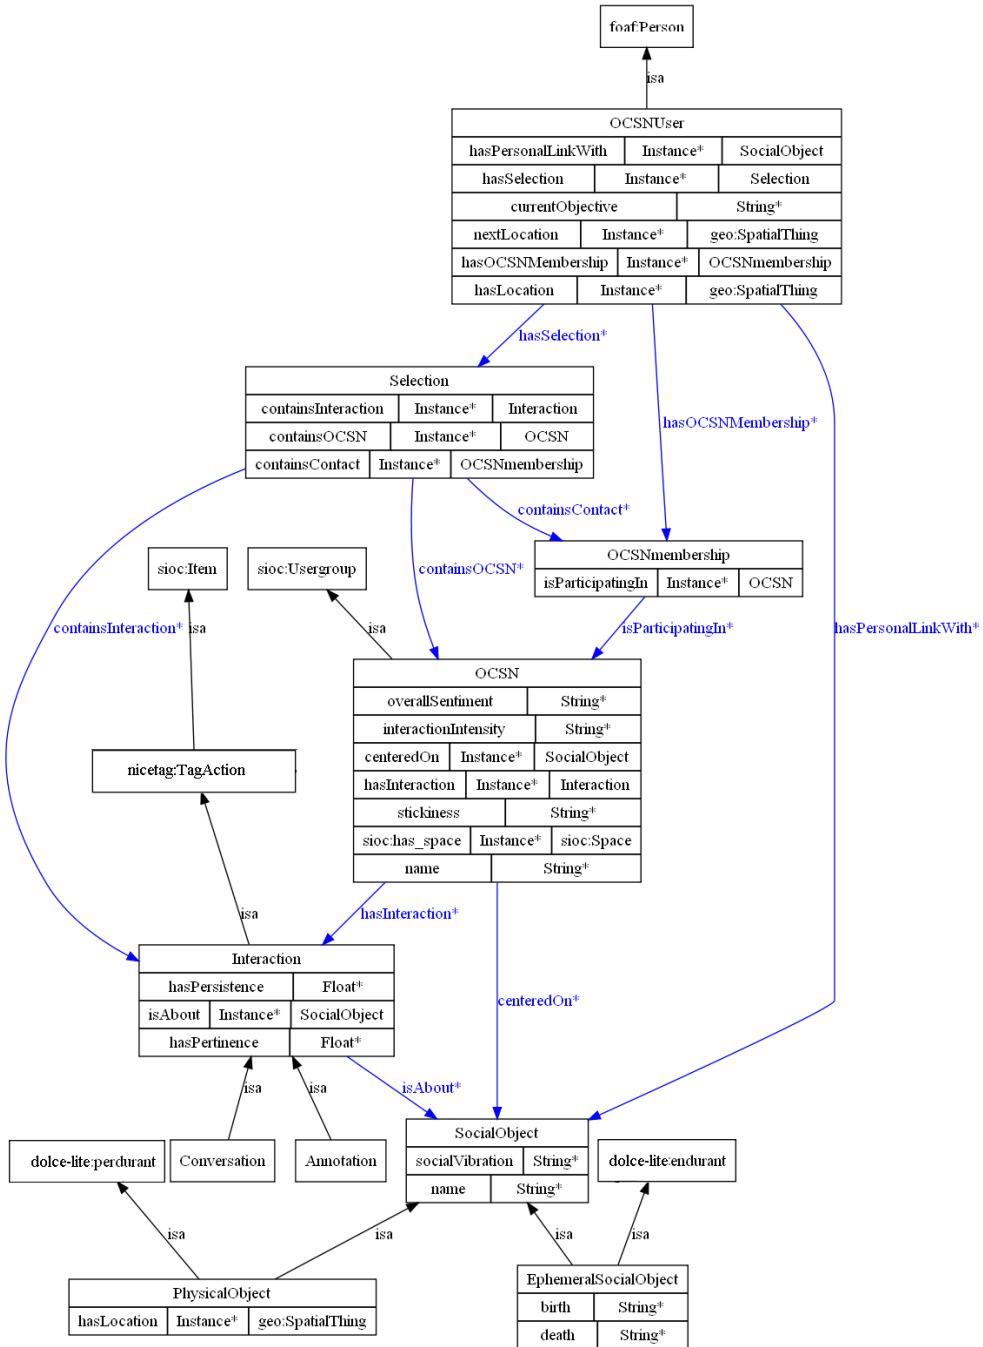 foaf:Person
isa
OCSNUser
hasPersonalLinkWith Instance* SocialObject
hasSelection Instance* Selection
currentObjective String*
nextLocation Instance* geo:SpatialThing
hasOCSNMembership Instance* OCSNmembership
hasLocation Instance* geo:SpatialThing
hasSelection*
Selection
containsInteraction Instance* Interaction
containsOCSN Instance* OCSN
containsContact Instance* OCSNmembership
hasOCSNMembership*
containsContact*
OCSNmembership
isParticipatingIn Instance* OCSN
sioc:Item
sioc:Usergroup
containsOCSN*
containsInteraction*
isa
isa
isParticipatingIn*
hasPersonalLinkWith*
OCSN
overallSentiment String*
interactionIntensity String*
centeredOn Instance* SocialObject
hasInteraction Instance* Interaction
stickiness String*
sioc:has_space Instance* sioc:Space
name String*
nicetag:TagAction
isa
hasInteraction*
Interaction
hasPersistence Float*
isAbout Instance* SocialObject
hasPertinence Float*
centeredOn*
isa
isa
isAbout*
SocialObject
socialVibration String*
name String*
dolce-lite:perdurant
Conversation
Annotation
dolce-lite:endurant
isa
isa
isa
isa
PhysicalObject
hasLocation Instance* geo:SpatialThing
EphemeralSocialObject
birth String*
death String*